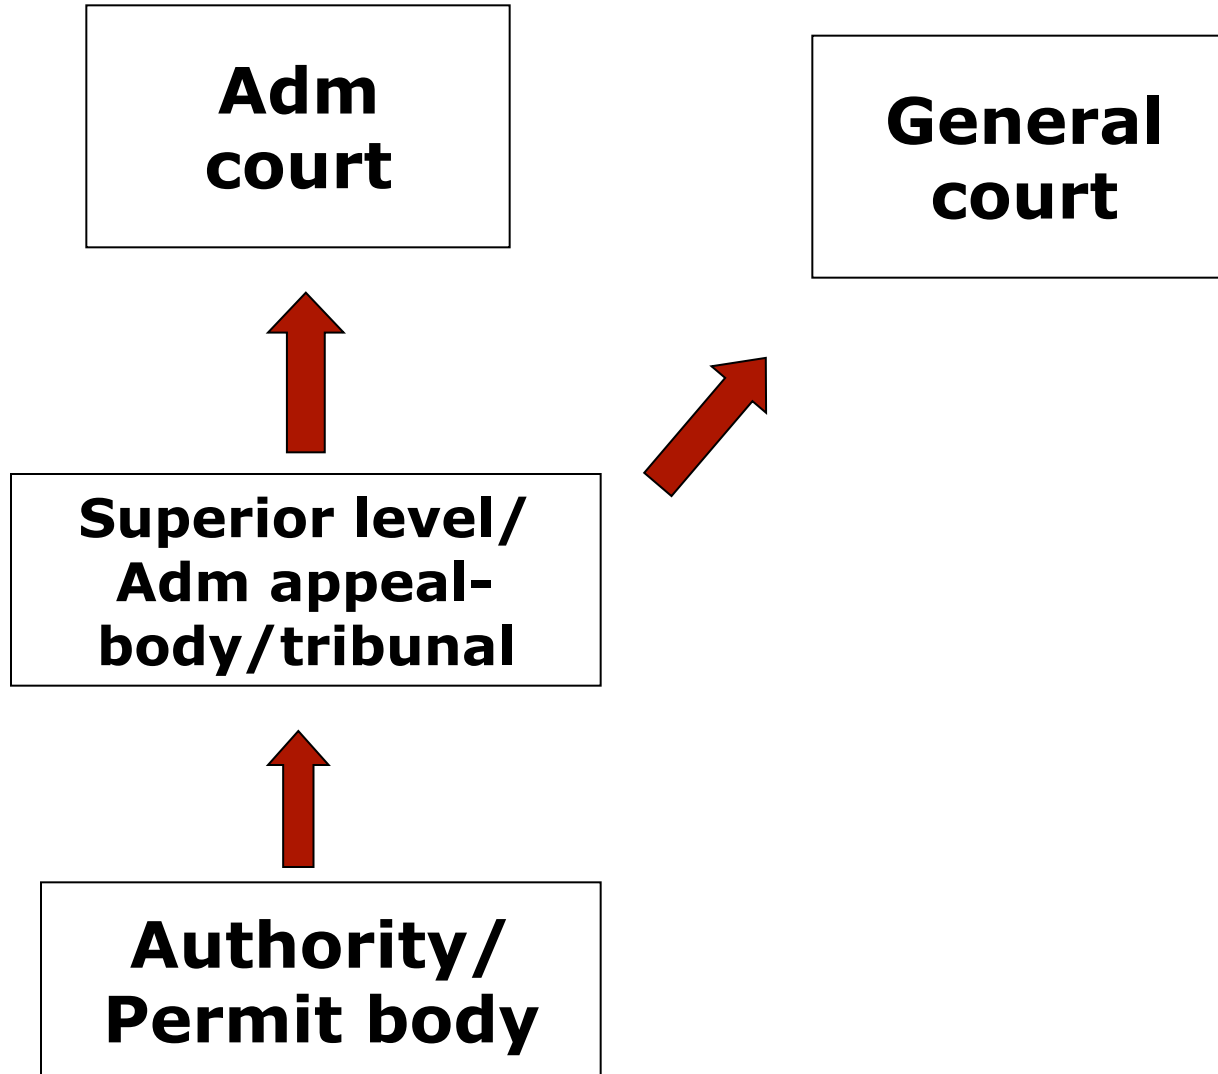 Adm
court
General
court
Superior level/
Adm appeal-
body/tribunal
Authority/
Permit body